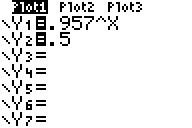 Plot1 Plot2 Plot3
\Y₁=.957^X
\Y₂=.5
\Y₃=
\Y₄=
\Y₅=
\Y₆=
\Y₇=